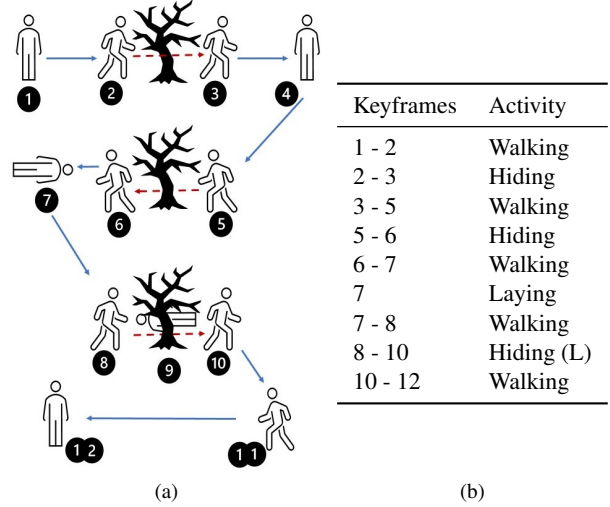 1 2 3 4
7 6 5
8 9 10
12 11
(a)
Keyframes Activity
1 - 2 Walking
2 - 3 Hiding
3 - 5 Walking
5 - 6 Hiding
6 - 7 Walking
7 Laying
7 - 8 Walking
8 - 10 Hiding (L)
10 - 12 Walking
(b)